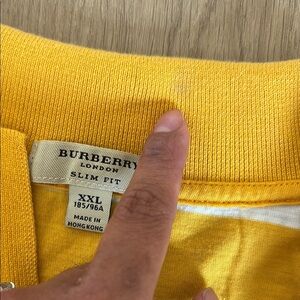 BURBERRY
LONDON
SLIM FIT
XXL
185/96A
MADE IN
HONG KONG